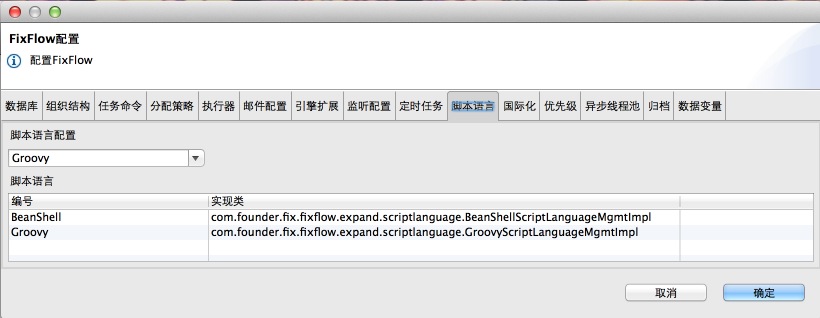 FixFlow配置
配置FixFlow
数据库 组织结构 任务命令 分配策略 执行器 邮件配置 引擎扩展 监听配置 定时任务 脚本语言 国际化 优先级 异步线程池 归档 数据变量
脚本语言配置
Groovy
脚本语言
编号 实现类
BeanShell com.founder.fix.fixflow.expand.scriptlanguage.BeanShellScriptLanguageMgmtImpl
Groovy com.founder.fix.fixflow.expand.scriptlanguage.GroovyScriptLanguageMgmtImpl
取消 确定